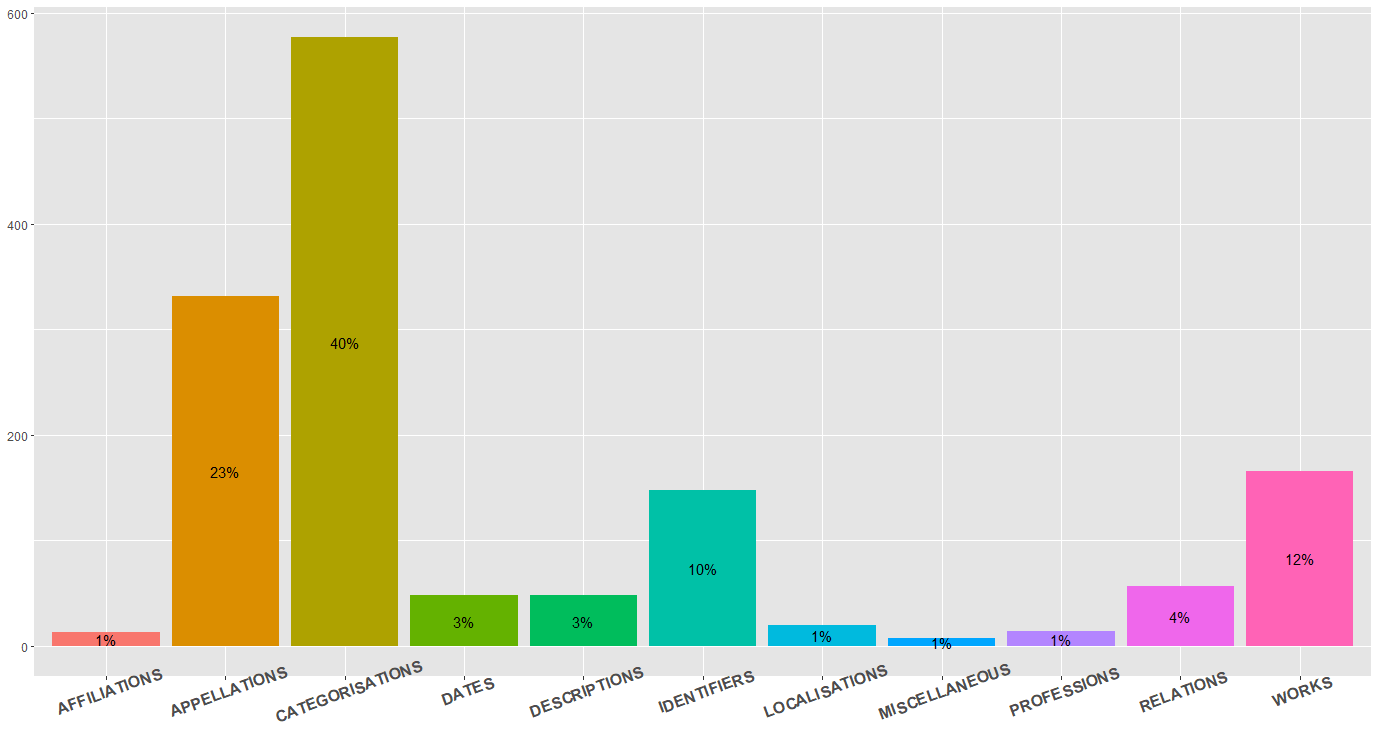 600
400
200
0
40%
23%
12%
10%
4%
3%
3%
1%
1%
1%
1%
AFFILIATIONS
APPELLATIONS
CATEGORISATIONS
DATES
DESCRIPTIONS
IDENTIFIERS
LOCALISATIONS
MISCELLANEOUS
PROFESSIONS
RELATIONS
WORKS